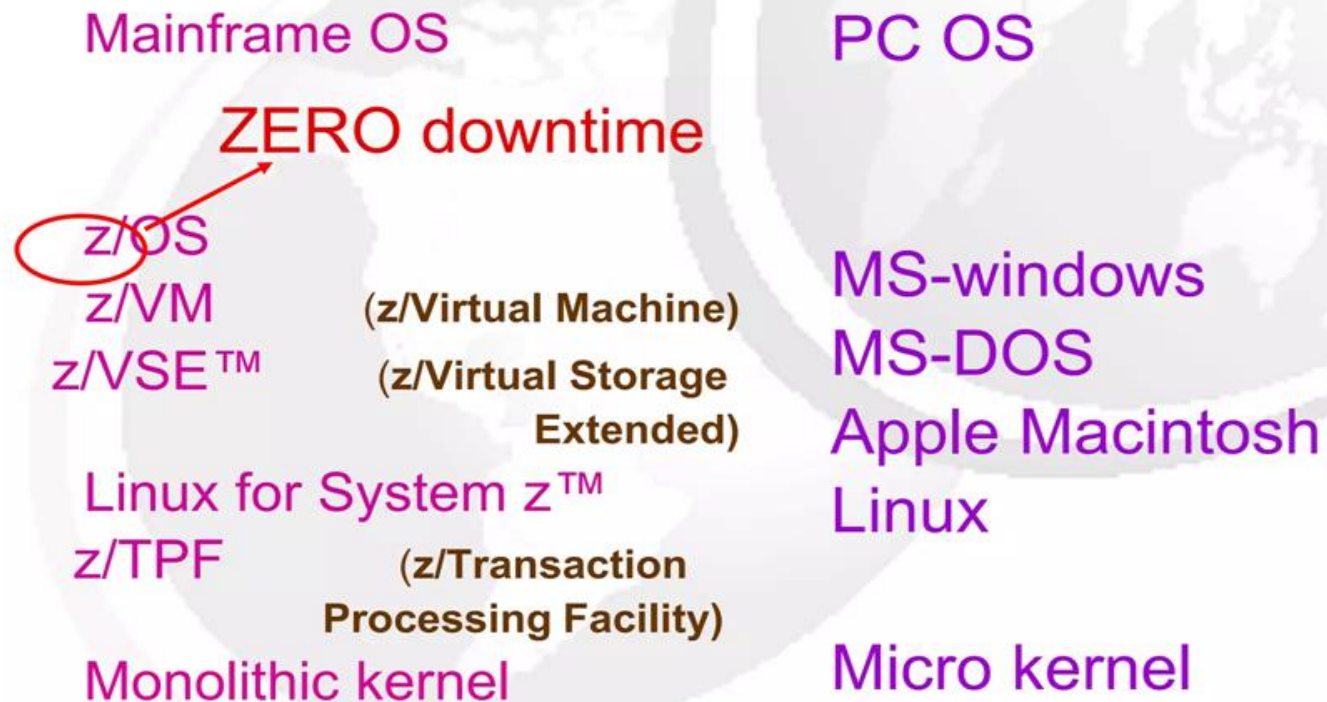 Mainframe OS
ZERO downtime
z/OS
z/VM (z/Virtual Machine)
z/VSE™ (z/Virtual Storage
Extended)
Linux for System z™
z/TPF (z/Transaction
Processing Facility)
Monolithic kernel
PC OS
MS-windows
MS-DOS
Apple Macintosh
Linux
Micro kernel